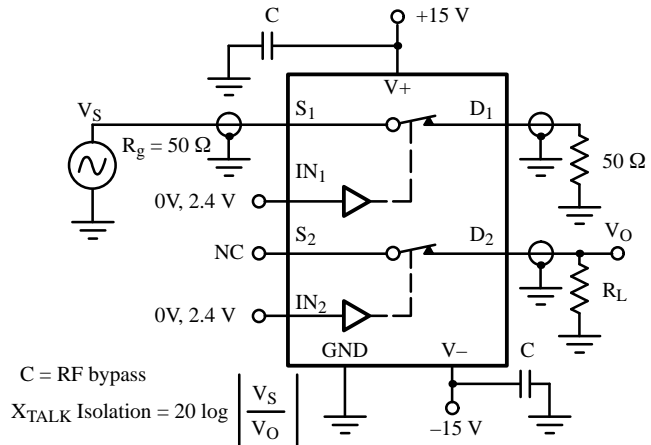 C
+15 V
V+
V_S
S_1
D_1
R_g = 50 Ω
50 Ω
IN_1
0V, 2.4 V
V_O
S_2
D_2
NC
R_L
IN_2
0V, 2.4 V
GND
V–
C
C = RF bypass
X_TALK Isolation = 20 log | V_S / V_O |
–15 V